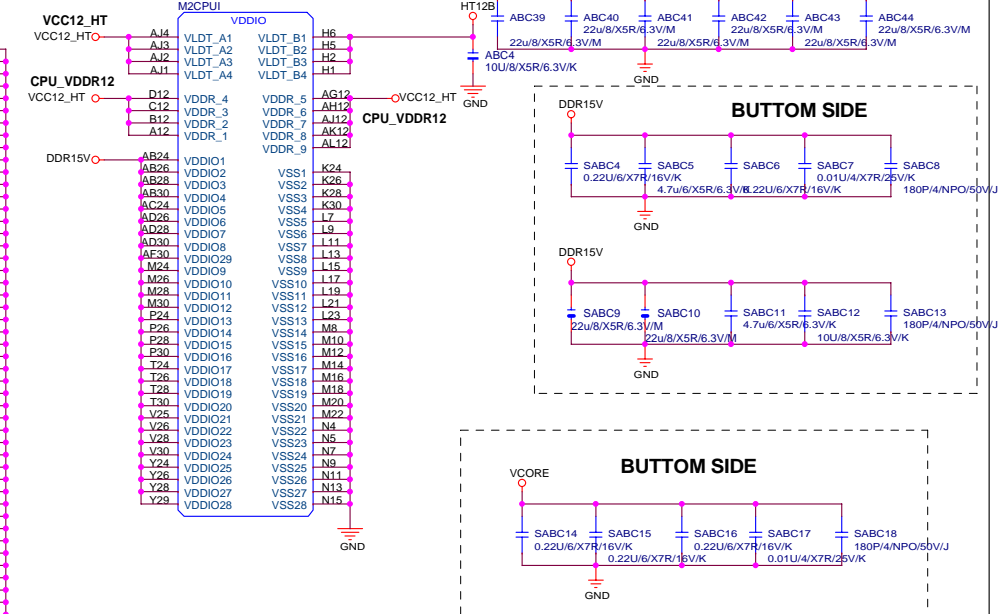 M2CPUI
VDDIO
VCC12_HT
VCC12_HT
AJ4 VLDT_A1 VLDT_B1 H6
AJ3 VLDT_A2 VLDT_B2 H5
AJ2 VLDT_A3 VLDT_B3 H2
AJ1 VLDT_A4 VLDT_B4 H1
CPU_VDDR12
VCC12_HT
D12 VDDR_4 VDDR_5 AG12
C12 VDDR_3 VDDR_6 AH12
B12 VDDR_2 VDDR_7 AJ12
A12 VDDR_1 VDDR_8 AK12
VDDR_9 AL12
VCC12_HT
CPU_VDDR12
DDR15V
AB24 VDDIO1
AB26 VDDIO2 VSS1 K24
AB28 VDDIO3 VSS2 K26
AB30 VDDIO4 VSS3 K28
AC24 VDDIO5 VSS4 K30
AD26 VDDIO6 VSS5 L7
AD28 VDDIO7 VSS6 L9
AD30 VDDIO8 VSS7 L11
AF30 VDDIO29 VSS8 L13
M24 VDDIO9 VSS9 L15
M26 VDDIO10 VSS10 L17
M28 VDDIO11 VSS11 L19
M30 VDDIO12 VSS12 L21
P24 VDDIO13 VSS13 L23
P26 VDDIO14 VSS14 M8
P28 VDDIO15 VSS15 M10
P30 VDDIO16 VSS16 M12
T24 VDDIO17 VSS17 M14
T26 VDDIO18 VSS18 M16
T28 VDDIO19 VSS19 M18
T30 VDDIO20 VSS20 M20
V25 VDDIO21 VSS21 M22
V26 VDDIO22 VSS22 N4
V28 VDDIO23 VSS23 N5
V30 VDDIO24 VSS24 N7
Y24 VDDIO25 VSS25 N9
Y26 VDDIO26 VSS26 N11
Y28 VDDIO27 VSS27 N13
Y29 VDDIO28 VSS28 N15
GND
HT12B
ABC4
10U/8/X5R/6.3V/K
GND
ABC39 ABC40 ABC41 ABC42 ABC43 ABC44
22u/8/X5R/6.3V/M 22u/8/X5R/6.3V/M 22u/8/X5R/6.3V/M
22u/8/X5R/6.3V/M 22u/8/X5R/6.3V/M 22u/8/X5R/6.3V/M
GND
BUTTOM SIDE
DDR15V
SABC4 SABC5 SABC6 SABC7 SABC8
0.22U/6/X7R/16V/K 0.01U/4/X7R/25V/K
4.7u/6/X5R/6.3V/K 0.22U/6/X7R/16V/K 180P/4/NPO/50V/J
GND
DDR15V
SABC9 SABC10 SABC11 SABC12 SABC13
22u/8/X5R/6.3V/M 4.7u/6/X5R/6.3V/K 180P/4/NPO/50V/J
22u/8/X5R/6.3V/M 10U/8/X5R/6.3V/K
GND
BUTTOM SIDE
VCORE
SABC14 SABC15 SABC16 SABC17 SABC18
0.22U/6/X7R/16V/K 0.22U/6/X7R/16V/K 180P/4/NPO/50V/J
0.22U/6/X7R/16V/K 0.01U/4/X7R/25V/K
GND